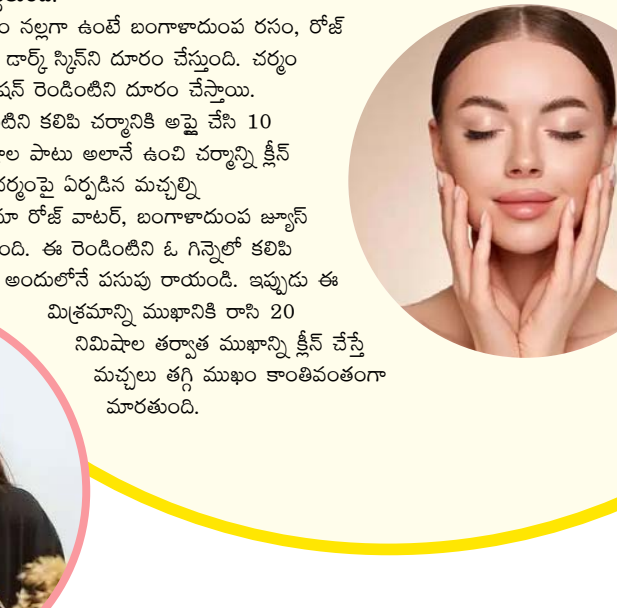 ం నల్లగా ఉంటే బంగాళాదుంప రసం, రోజ్
డార్క్ స్కిన్‌ని దూరం చేస్తుంది. చర్మం
షన్ రెండింటిని దూరం చేస్తాయి.
టిని కలిపి చర్మానికి అప్లై చేసి 10
ల పాటు అలానే ఉంచి చర్మాన్ని క్లీన్
ర్మంపై ఏర్పడిన మచ్చల్ని
రోజ్ వాటర్, బంగాళాదుంప జ్యూస్
ంది. ఈ రెండింటిని ఓ గిన్నెలో కలిపి
అందులోనే పసుపు రాయండి. ఇప్పుడు ఈ
మిశ్రమాన్ని ముఖానికి రాసి 20
నిమిషాల తర్వాత ముఖాన్ని క్లీన్ చేస్తే
మచ్చలు తగ్గి ముఖం కాంతివంతంగా
మారతుంది.